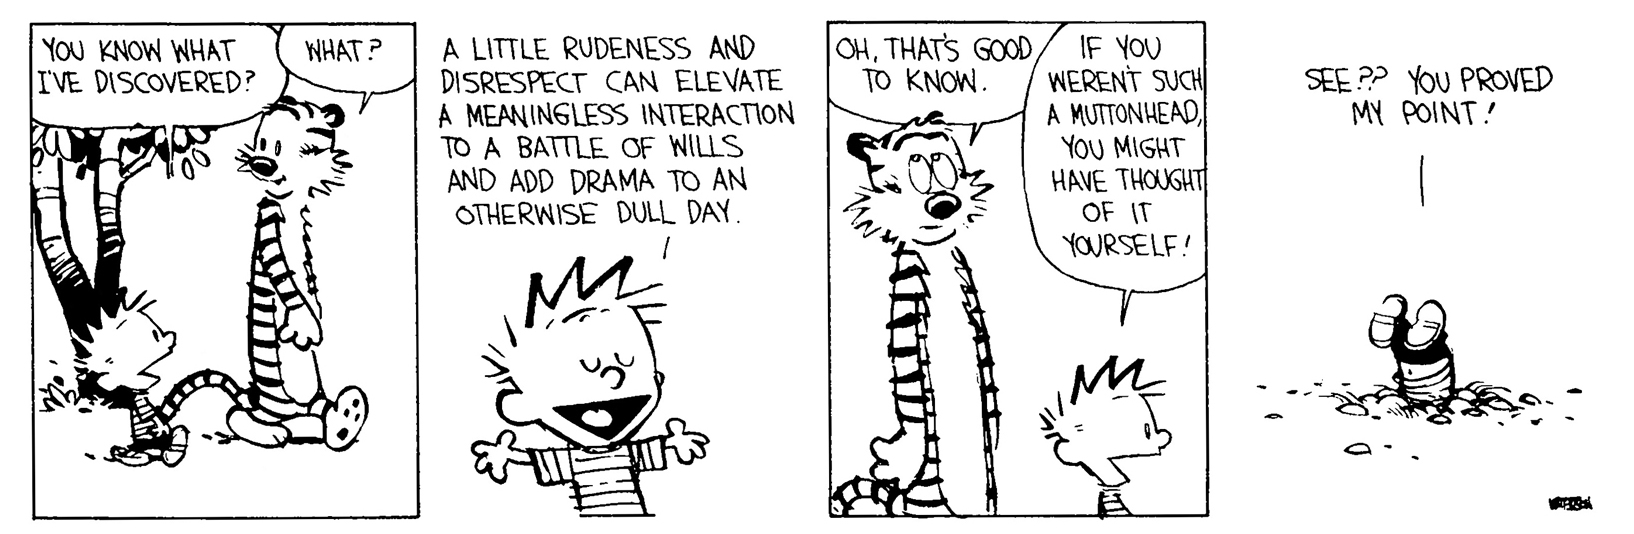 YOU KNOW WHAT
I'VE DISCOVERED?
WHAT?
A LITTLE RUDENESS AND
DISRESPECT CAN ELEVATE
A MEANINGLESS INTERACTION
TO A BATTLE OF WILLS
AND ADD DRAMA TO AN
OTHERWISE DULL DAY.
OH, THAT'S GOOD
TO KNOW.
IF YOU
WEREN'T SUCH
A MUTTONHEAD,
YOU MIGHT
HAVE THOUGHT
OF IT
YOURSELF!
SEE?? YOU PROVED
MY POINT!
WATTERSON